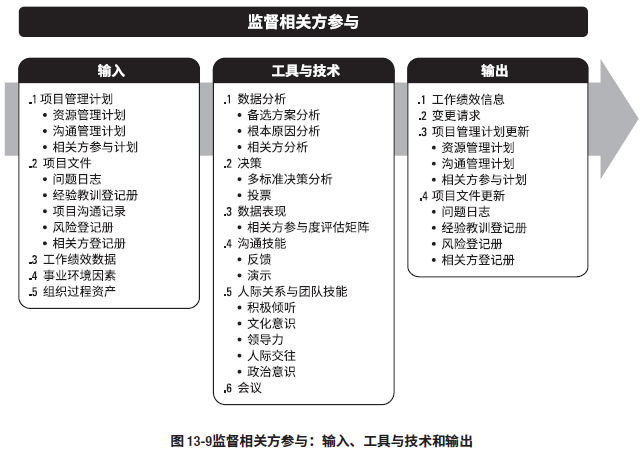 监督相关方参与
输入
.1 项目管理计划
• 资源管理计划
• 沟通管理计划
• 相关方参与计划
.2 项目文件
• 问题日志
• 经验教训登记册
• 项目沟通记录
• 风险登记册
• 相关方登记册
.3 工作绩效数据
.4 事业环境因素
.5 组织过程资产
工具与技术
.1 数据分析
• 备选方案分析
• 根本原因分析
• 相关方分析
.2 决策
• 多标准决策分析
• 投票
.3 数据表现
• 相关方参与度评估矩阵
.4 沟通技能
• 反馈
• 演示
.5 人际关系与团队技能
• 积极倾听
• 文化意识
• 领导力
• 人际交往
• 政治意识
.6 会议
输出
.1 工作绩效信息
.2 变更请求
.3 项目管理计划更新
• 资源管理计划
• 沟通管理计划
• 相关方参与计划
.4 项目文件更新
• 问题日志
• 经验教训登记册
• 风险登记册
• 相关方登记册
图 13-9监督相关方参与：输入、工具与技术和输出